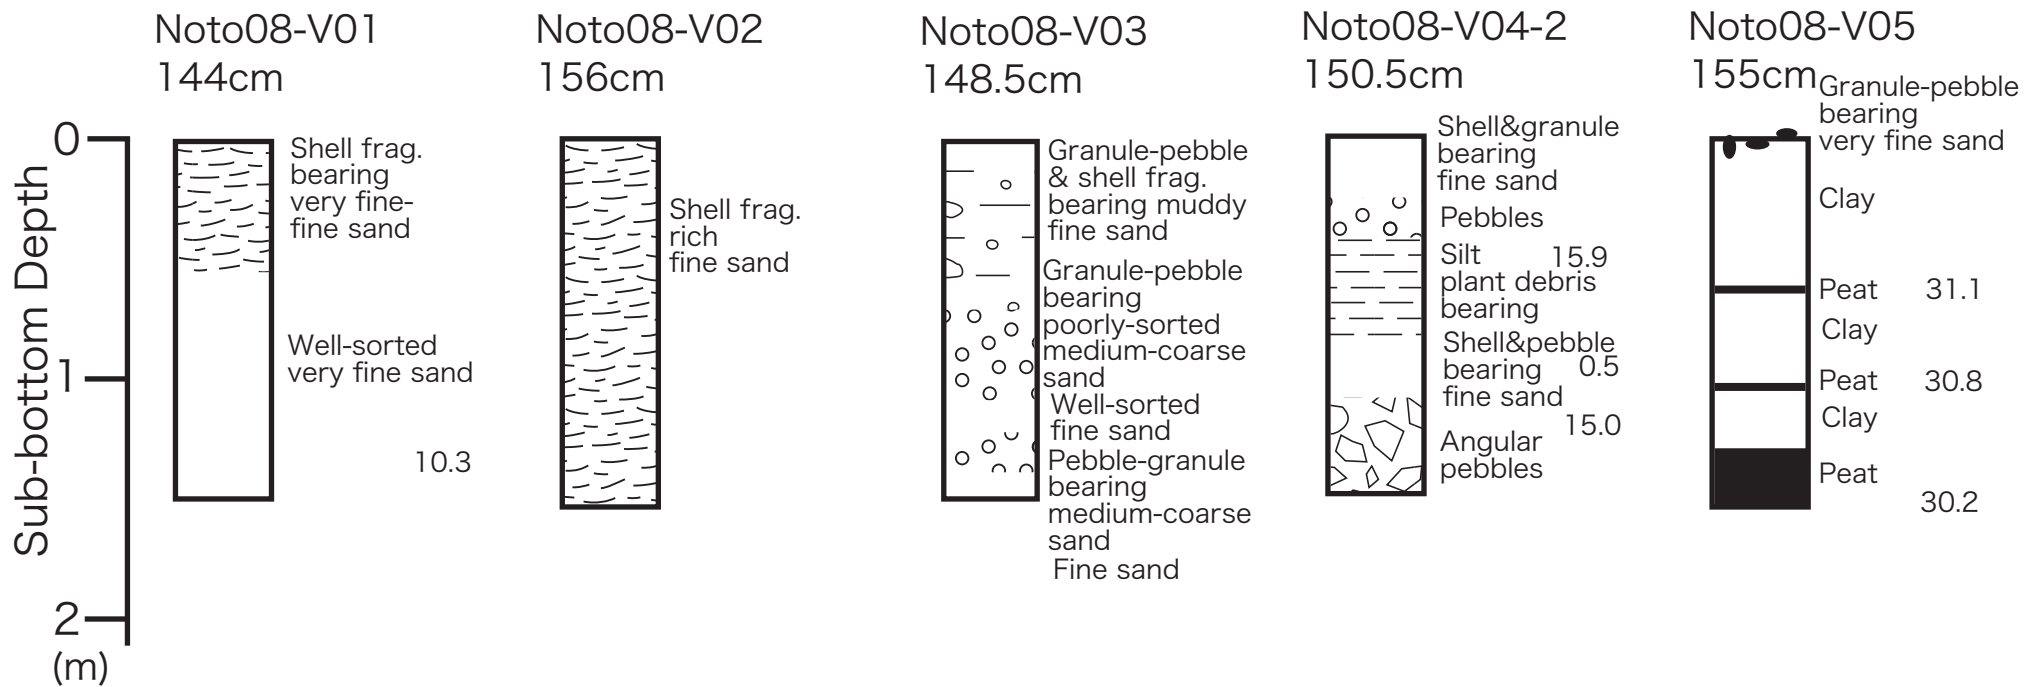 Noto08-V01
144cm
Noto08-V02
156cm
Noto08-V03
148.5cm
Noto08-V04-2
150.5cm
Noto08-V05
155cm
Sub-bottom Depth
0
1
2
(m)
Shell frag.
bearing
very fine-
fine sand
Well-sorted
very fine sand
10.3
Shell frag.
rich
fine sand
Granule-pebble
& shell frag.
bearing muddy
fine sand
Granule-pebble
bearing
poorly-sorted
medium-coarse
sand
Well-sorted
fine sand
Pebble-granule
bearing
medium-coarse
sand
Fine sand
Shell&granule
bearing
fine sand
Pebbles
Silt 15.9
plant debris
bearing
Shell&pebble
bearing 0.5
fine sand
15.0
Angular
pebbles
Granule-pebble
bearing
very fine sand
Clay
Peat 31.1
Clay
Peat 30.8
Clay
Peat
30.2